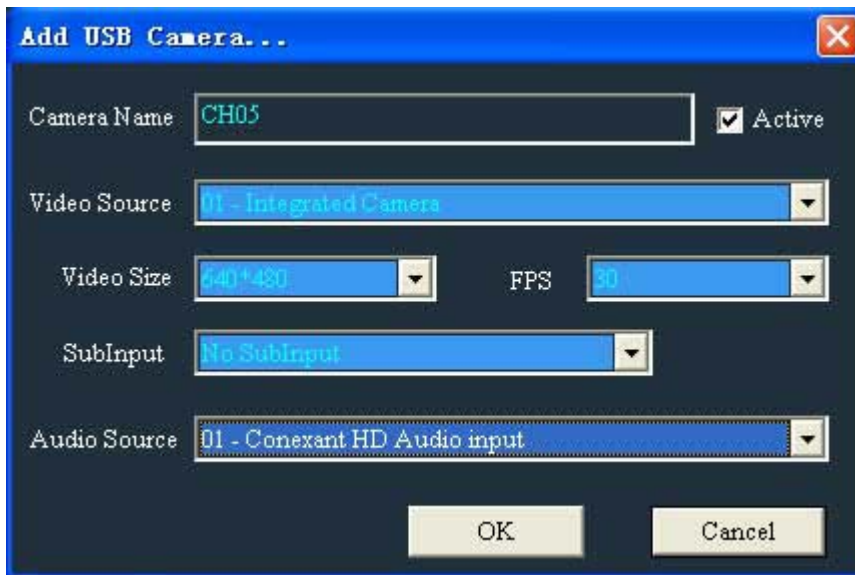 Add USB Camera...
Camera Name CH05 Active
Video Source 01 - Integrated Camera
Video Size 640*480 FPS 30
SubInput No SubInput
Audio Source 01 - Conexant HD Audio input
OK Cancel